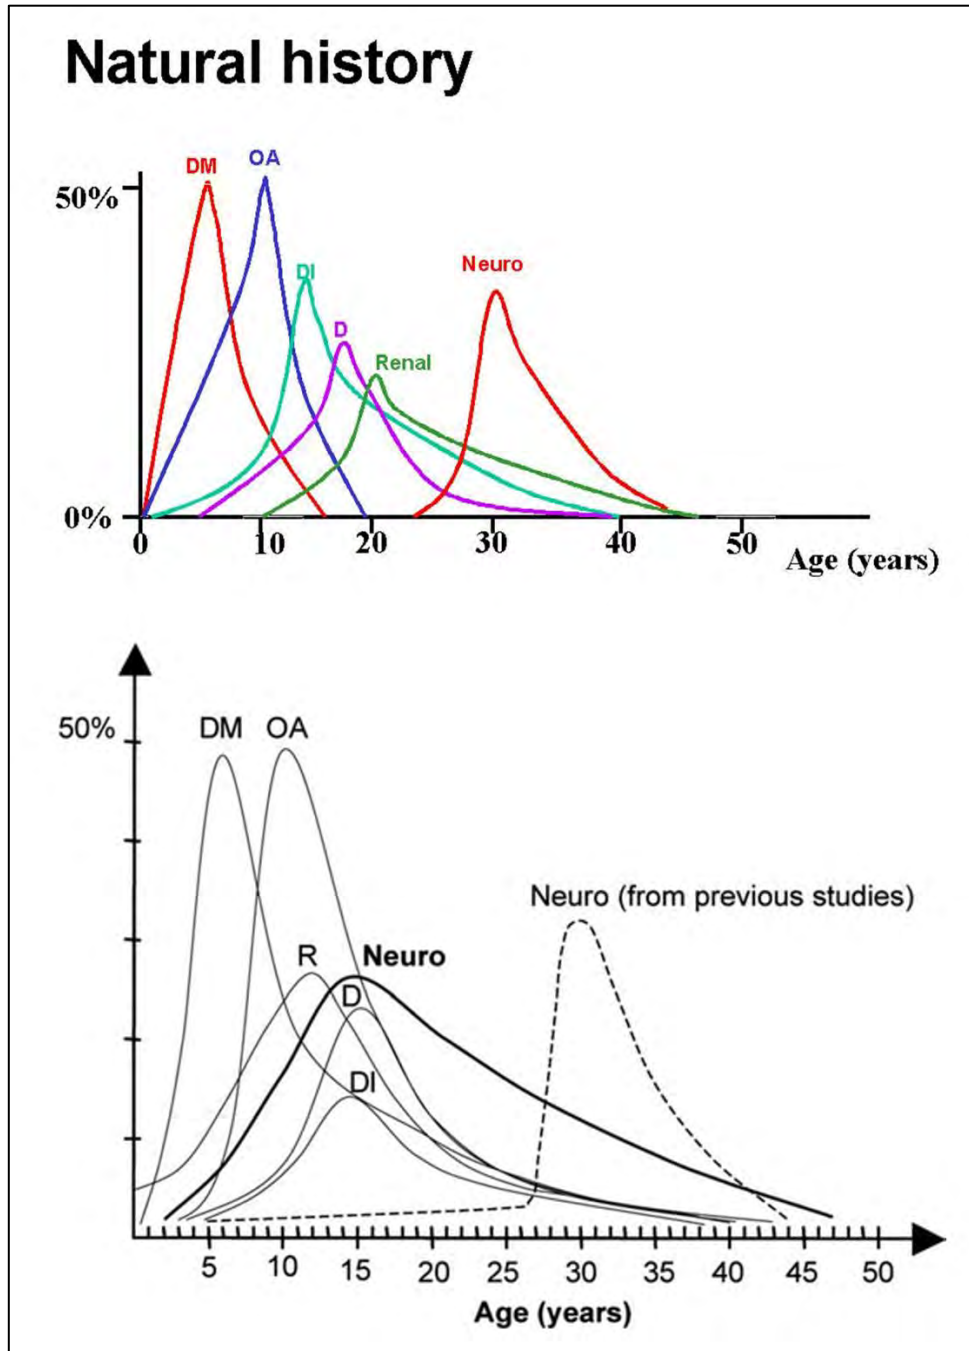 Natural history
DM OA
50%
DI
Neuro
D
Renal
0%
0 10 20 30 40 50
Age (years)
50%
DM OA
Neuro (from previous studies)
R Neuro
D
DI
5 10 15 20 25 30 35 40 45 50
Age (years)